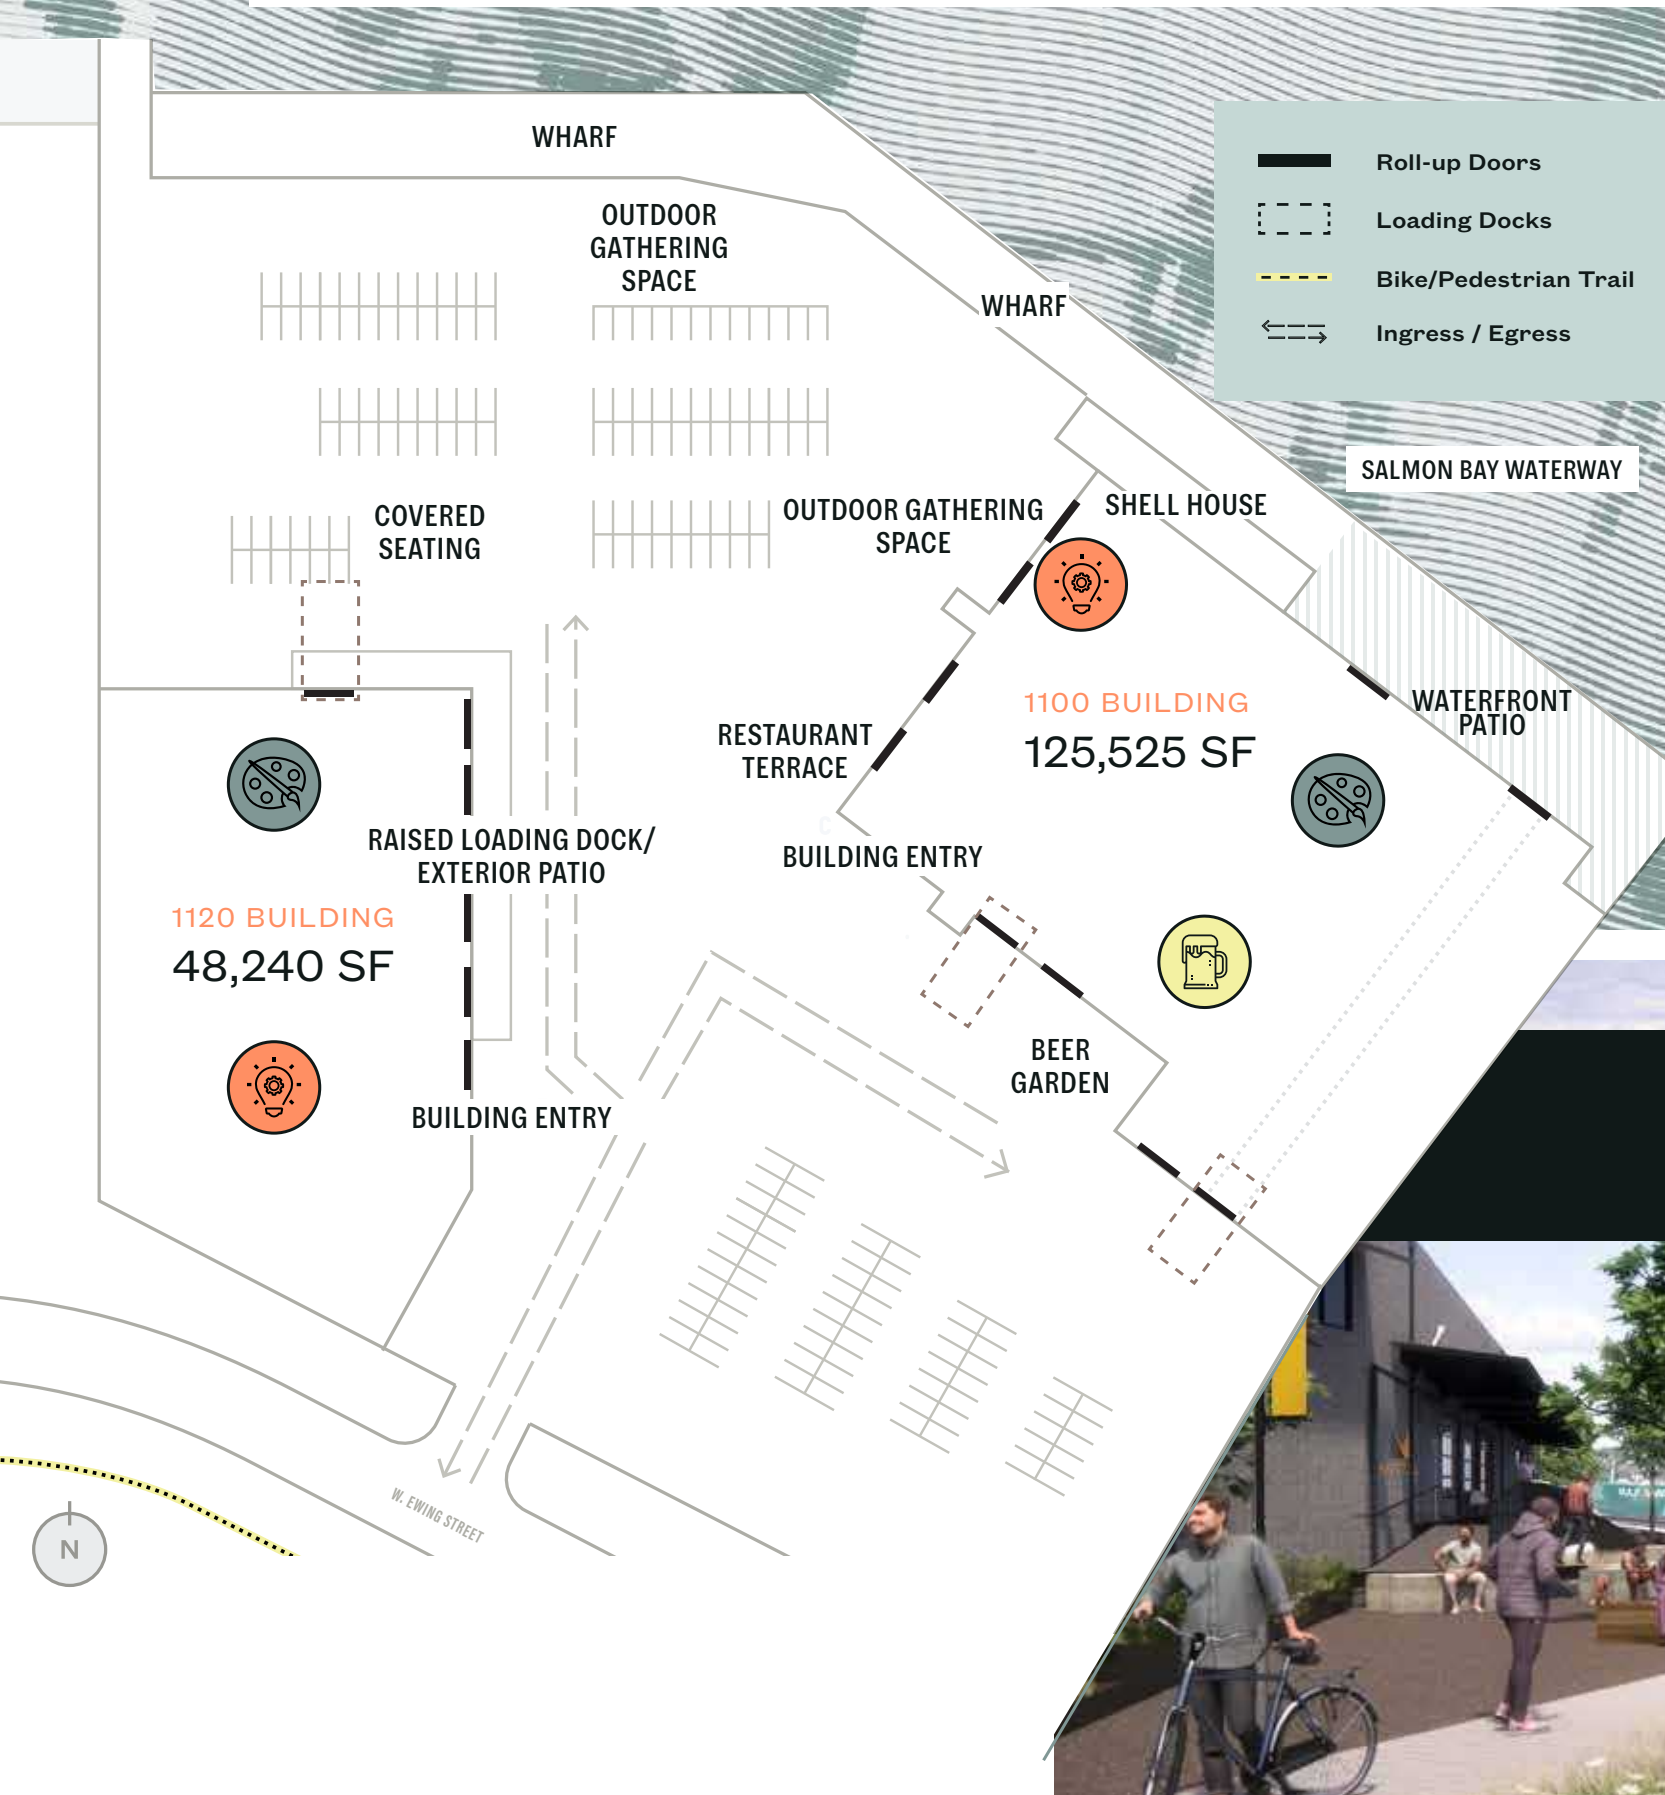 WHARF
OUTDOOR
GATHERING
SPACE
WHARF
Roll-up Doors
Loading Docks
Bike/Pedestrian Trail
Ingress / Egress
SALMON BAY WATERWAY
COVERED
SEATING
OUTDOOR GATHERING
SPACE
SHELL HOUSE
1100 BUILDING
125,525 SF
WATERFRONT
PATIO
RESTAURANT
TERRACE
RAISED LOADING DOCK/
EXTERIOR PATIO
BUILDING ENTRY
1120 BUILDING
48,240 SF
BEER
GARDEN
BUILDING ENTRY
W. EWING STREET
N